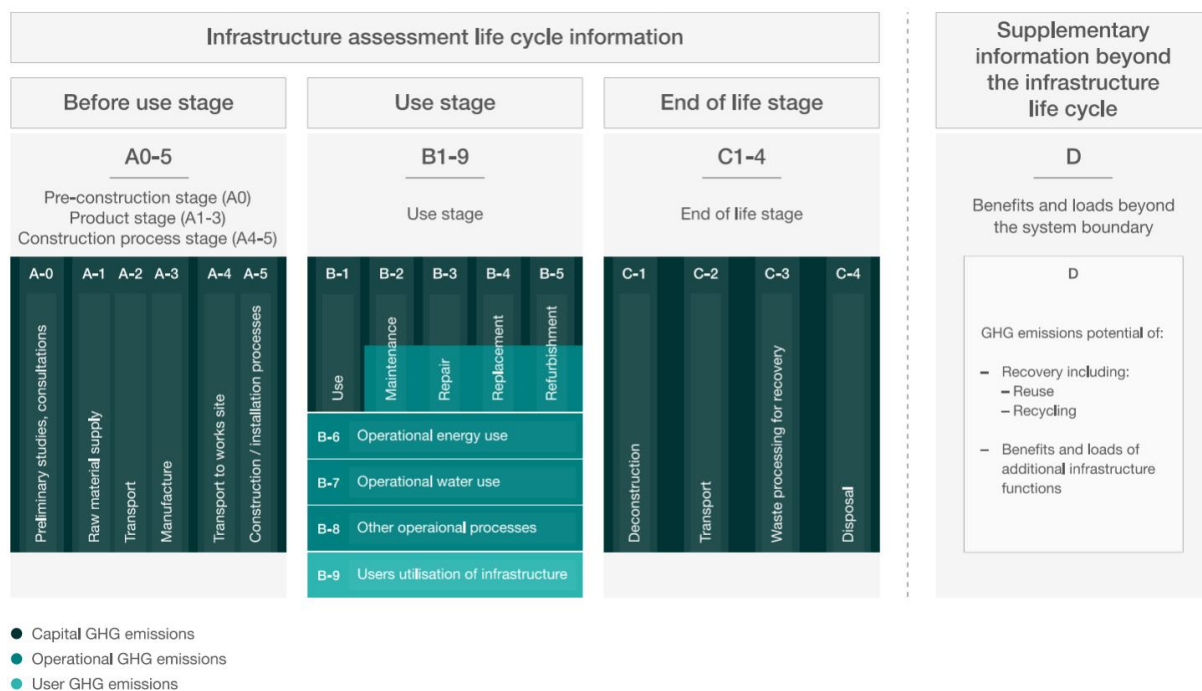 Infrastructure assessment life cycle information
Supplementary
information beyond
the infrastructure
life cycle
Before use stage
Use stage
End of life stage
A0-5
Pre-construction stage (A0)
Product stage (A1-3)
Construction process stage (A4-5)
B1-9
Use stage
C1-4
End of life stage
D
Benefits and loads beyond
the system boundary
A-0
Preliminary studies, consultations
A-1
Raw material supply
A-2
Transport
A-3
Manufacture
A-4
Transport to works site
A-5
Construction / installation processes
B-1
Use
B-2
Maintenance
B-3
Repair
B-4
Replacement
B-5
Refurbishment
B-6 Operational energy use
B-7 Operational water use
B-8 Other operaional processes
B-9 Users utilisation of infrastructure
C-1
Deconstruction
C-2
Transport
C-3
Waste processing for recovery
C-4
Disposal
D
GHG emissions potential of:
– Recovery including:
– Reuse
– Recycling
– Benefits and loads of
additional infrastructure
functions
Capital GHG emissions
Operational GHG emissions
User GHG emissions